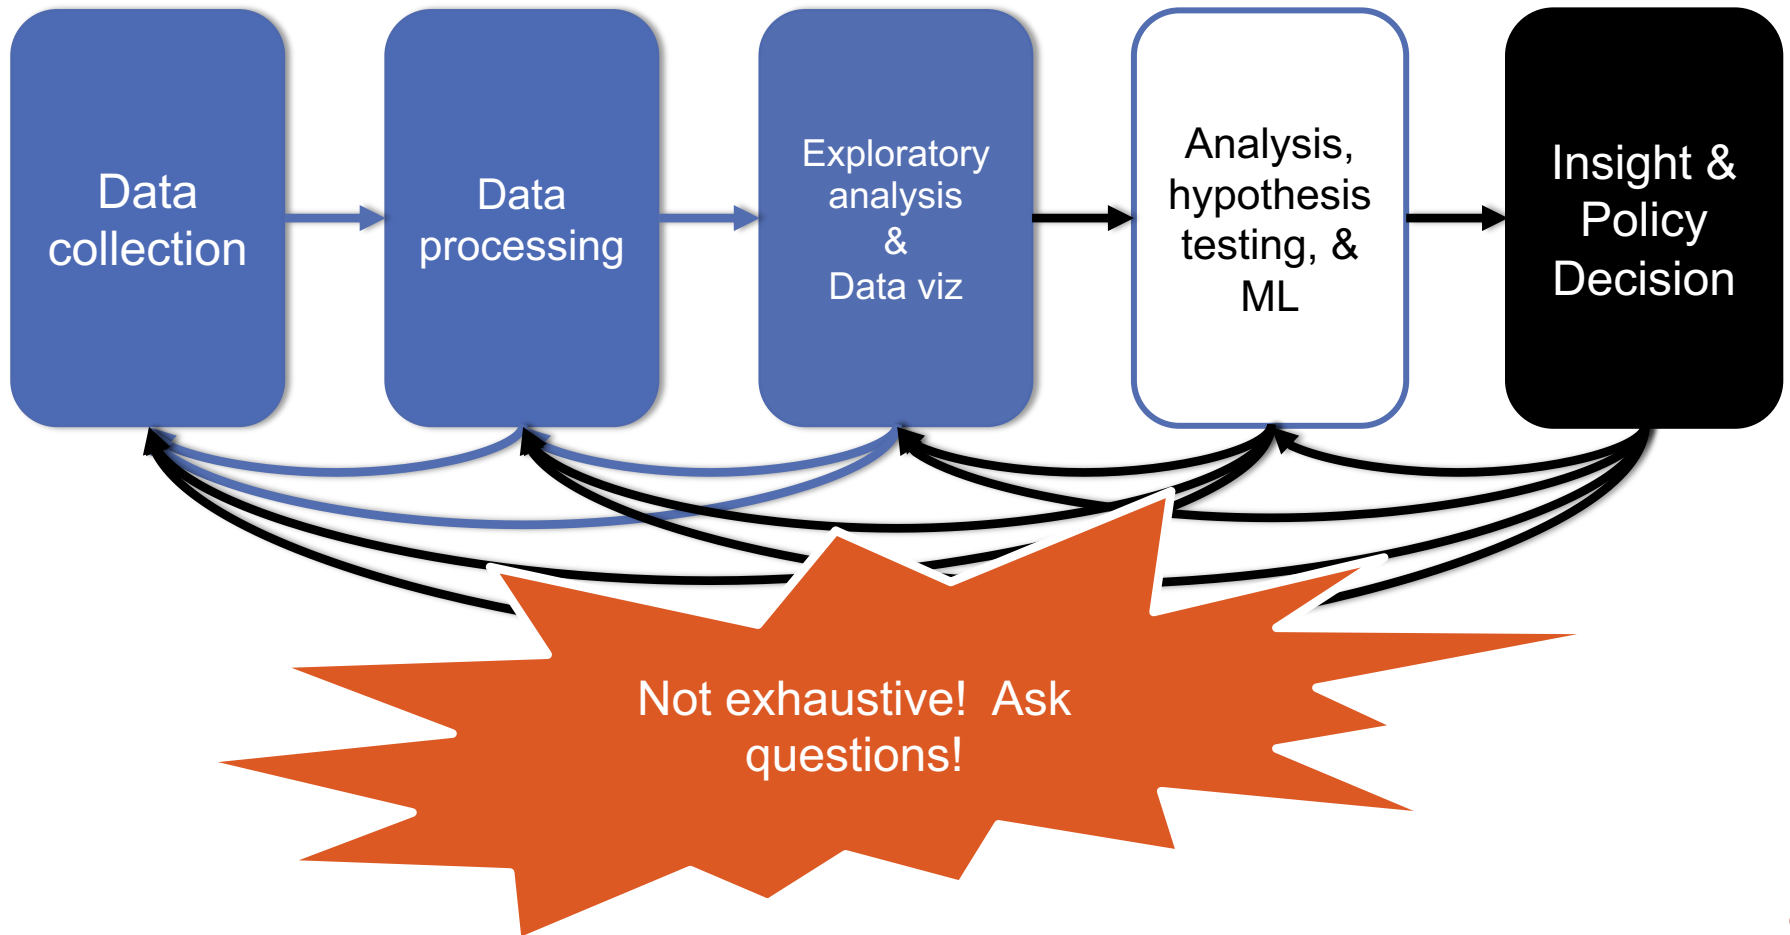 Data
collection
Data
processing
Exploratory
analysis
&
Data viz
Analysis,
hypothesis
testing, &
ML
Insight &
Policy
Decision
Not exhaustive!  Ask
questions!